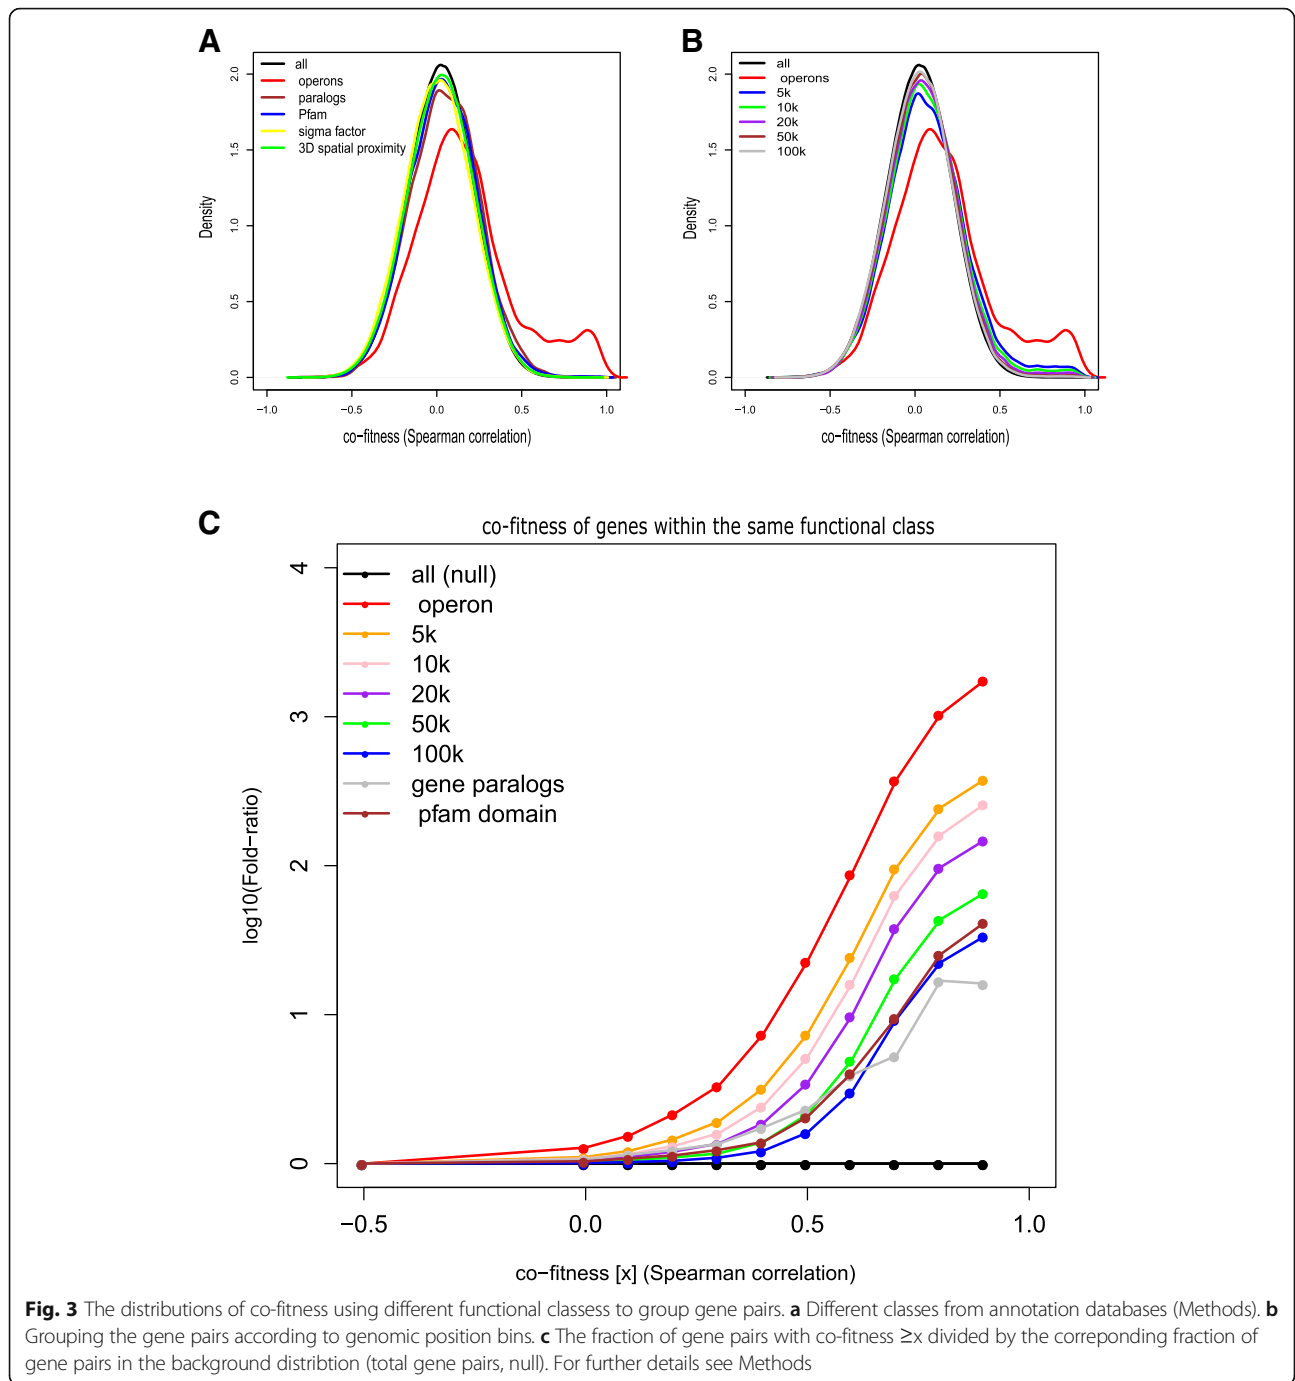 A
all
operons
paralogs
Pfam
sigma factor
3D spatial proximity
Density
0.0
0.5
1.0
1.5
2.0
−1.0
−0.5
0.0
0.5
1.0
co−fitness (Spearman correlation)
B
all
operons
5k
10k
20k
50k
100k
Density
0.0
0.5
1.0
1.5
2.0
−1.0
−0.5
0.0
0.5
1.0
co−fitness (Spearman correlation)
C
co-fitness of genes within the same functional class
all (null)
operon
5k
10k
20k
50k
100k
gene paralogs
pfam domain
log10(Fold−ratio)
0
1
2
3
4
−0.5
0.0
0.5
1.0
co−fitness [x] (Spearman correlation)
Fig. 3 The distributions of co-fitness using different functional classess to group gene pairs. a Different classes from annotation databases (Methods). b
Grouping the gene pairs according to genomic position bins. c The fraction of gene pairs with co-fitness ≥x divided by the correponding fraction of
gene pairs in the background distribtion (total gene pairs, null). For further details see Methods